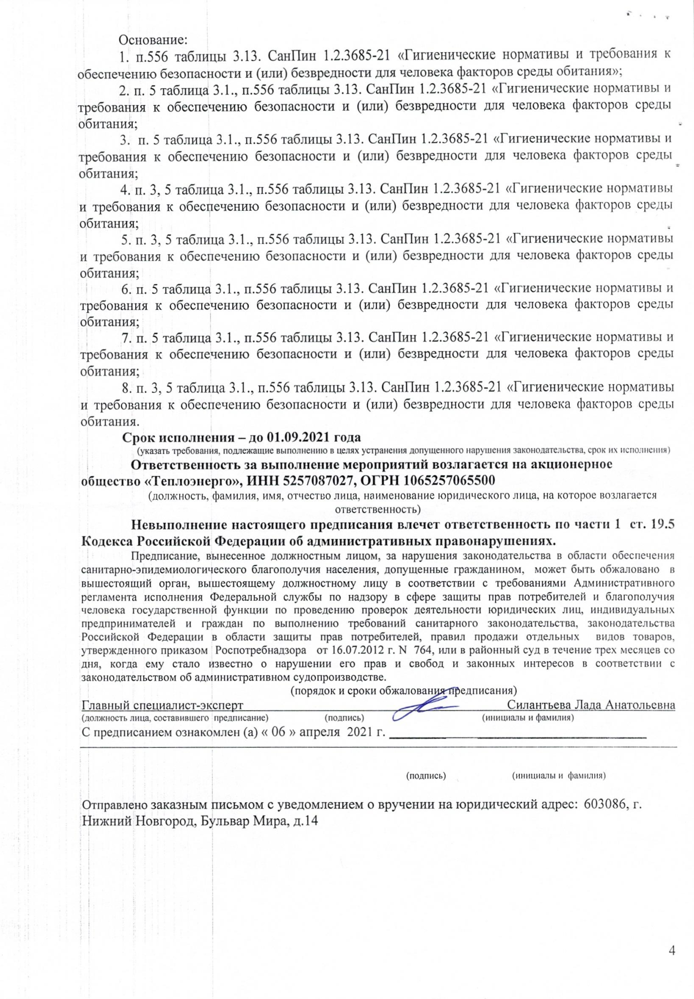 Основание:
1. п.556 таблицы 3.13. СанПин 1.2.3685-21 «Гигиенические нормативы и требования к
обеспечению безопасности и (или) безвредности для человека факторов среды обитания»;
2. п. 5 таблица 3.1., п.556 таблицы 3.13. СанПин 1.2.3685-21 «Гигиенические нормативы и
требования к обеспечению безопасности и (или) безвредности для человека факторов среды
обитания;
3. п. 5 таблица 3.1., п.556 таблицы 3.13. СанПин 1.2.3685-21 «Гигиенические нормативы и
требования к обеспечению безопасности и (или) безвредности для человека факторов среды
обитания;
4. п. 3, 5 таблица 3.1., п.556 таблицы 3.13. СанПин 1.2.3685-21 «Гигиенические нормативы
и требования к обеспечению безопасности и (или) безвредности для человека факторов среды
обитания;
5. п. 3, 5 таблица 3.1., п.556 таблицы 3.13. СанПин 1.2.3685-21 «Гигиенические нормативы
и требования к обеспечению безопасности и (или) безвредности для человека факторов среды
обитания;
6. п. 5 таблица 3.1., п.556 таблицы 3.13. СанПин 1.2.3685-21 «Гигиенические нормативы и
требования к обеспечению безопасности и (или) безвредности для человека факторов среды
обитания;
7. п. 5 таблица 3.1., п.556 таблицы 3.13. СанПин 1.2.3685-21 «Гигиенические нормативы и
требования к обеспечению безопасности и (или) безвредности для человека факторов среды
обитания;
8. п. 3, 5 таблица 3.1., п.556 таблицы 3.13. СанПин 1.2.3685-21 «Гигиенические нормативы
и требования к обеспечению безопасности и (или) безвредности для человека факторов среды
обитания.
Срок исполнения – до 01.09.2021 года
(указать требования, подлежащие выполнению в целях устранения допущенного нарушения законодательства, срок их исполнения)
Ответственность за выполнение мероприятий возлагается на акционерное
общество «Теплоэнерго», ИНН 5257087027, ОГРН 1065257065500
(должность, фамилия, имя, отчество лица, наименование юридического лица, на которое возлагается
ответственность)
Невыполнение настоящего предписания влечет ответственность по части 1 ст. 19.5
Кодекса Российской Федерации об административных правонарушениях.
Предписание, вынесенное должностным лицом, за нарушения законодательства в области обеспечения
санитарно-эпидемиологического благополучия населения, допущенные гражданином, может быть обжаловано в
вышестоящий орган, вышестоящему должностному лицу в соответствии с требованиями Административного
регламента исполнения Федеральной службы по надзору в сфере защиты прав потребителей и благополучия
человека государственной функции по проведению проверок деятельности юридических лиц, индивидуальных
предпринимателей и граждан по выполнению требований санитарного законодательства, законодательства
Российской Федерации в области защиты прав потребителей, правил продажи отдельных видов товаров,
утвержденного приказом Роспотребнадзора от 16.07.2012 г. N 764, или в районный суд в течение трех месяцев со
дня, когда ему стало известно о нарушении его прав и свобод и законных интересов в соответствии с
законодательством об административном судопроизводстве.
(порядок и сроки обжалования предписания)
Главный специалист-эксперт Силантьева Лада Анатольевна
(должность лица, составившего предписание) (подпись) (инициалы и фамилия)
С предписанием ознакомлен (а) « 06 » апреля 2021 г.
(подпись) (инициалы и фамилия)
Отправлено заказным письмом с уведомлением о вручении на юридический адрес: 603086, г.
Нижний Новгород, Бульвар Мира, д.14
4